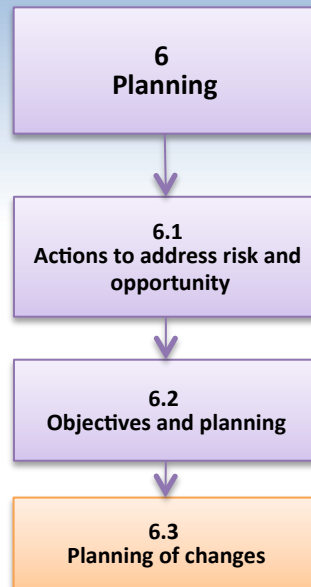 6
Planning
6.1
Actions to address risk and
opportunity
6.2
Objectives and planning
6.3
Planning of changes